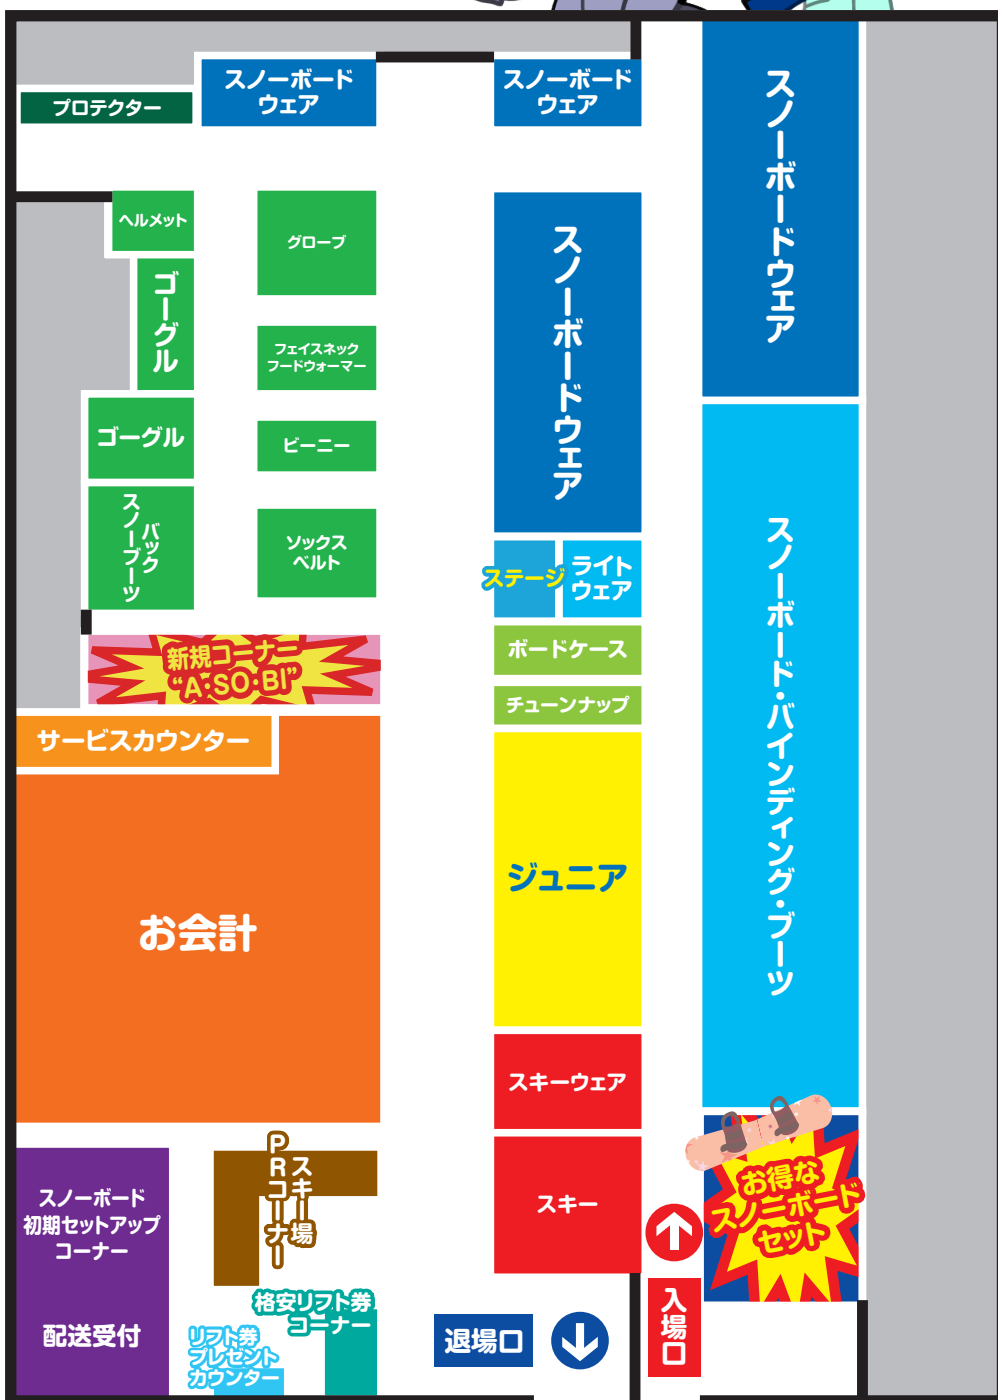 プロテクター
スノーボード
ウェア
スノーボード
ウェア
スノーボードウェア
ヘルメット
グローブ
スノーボードウェア
ゴーグル
フェイスネック
フードウォーマー
ゴーグル
ビーニー
バック
スノーブーツ
ソックス
ベルト
ステージ
ライト
ウェア
スノーボード・バインディング・ブーツ
新規コーナー
“A・SO・BI”
ボードケース
チューンナップ
サービスカウンター
お会計
ジュニア
スキーウェア
スキー
お得な
スノーボード
セット
スキー場
PRコーナー
スノーボード
初期セットアップ
コーナー
配送受付
格安リフト券
コーナー
リフト券
プレゼント
カウンター
退場口
入場口